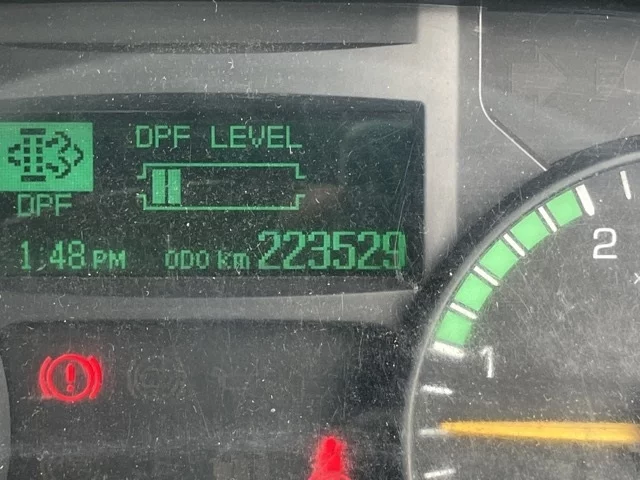 DPF LEVEL
DPF
1:48 PM ODO km 223529
2
1